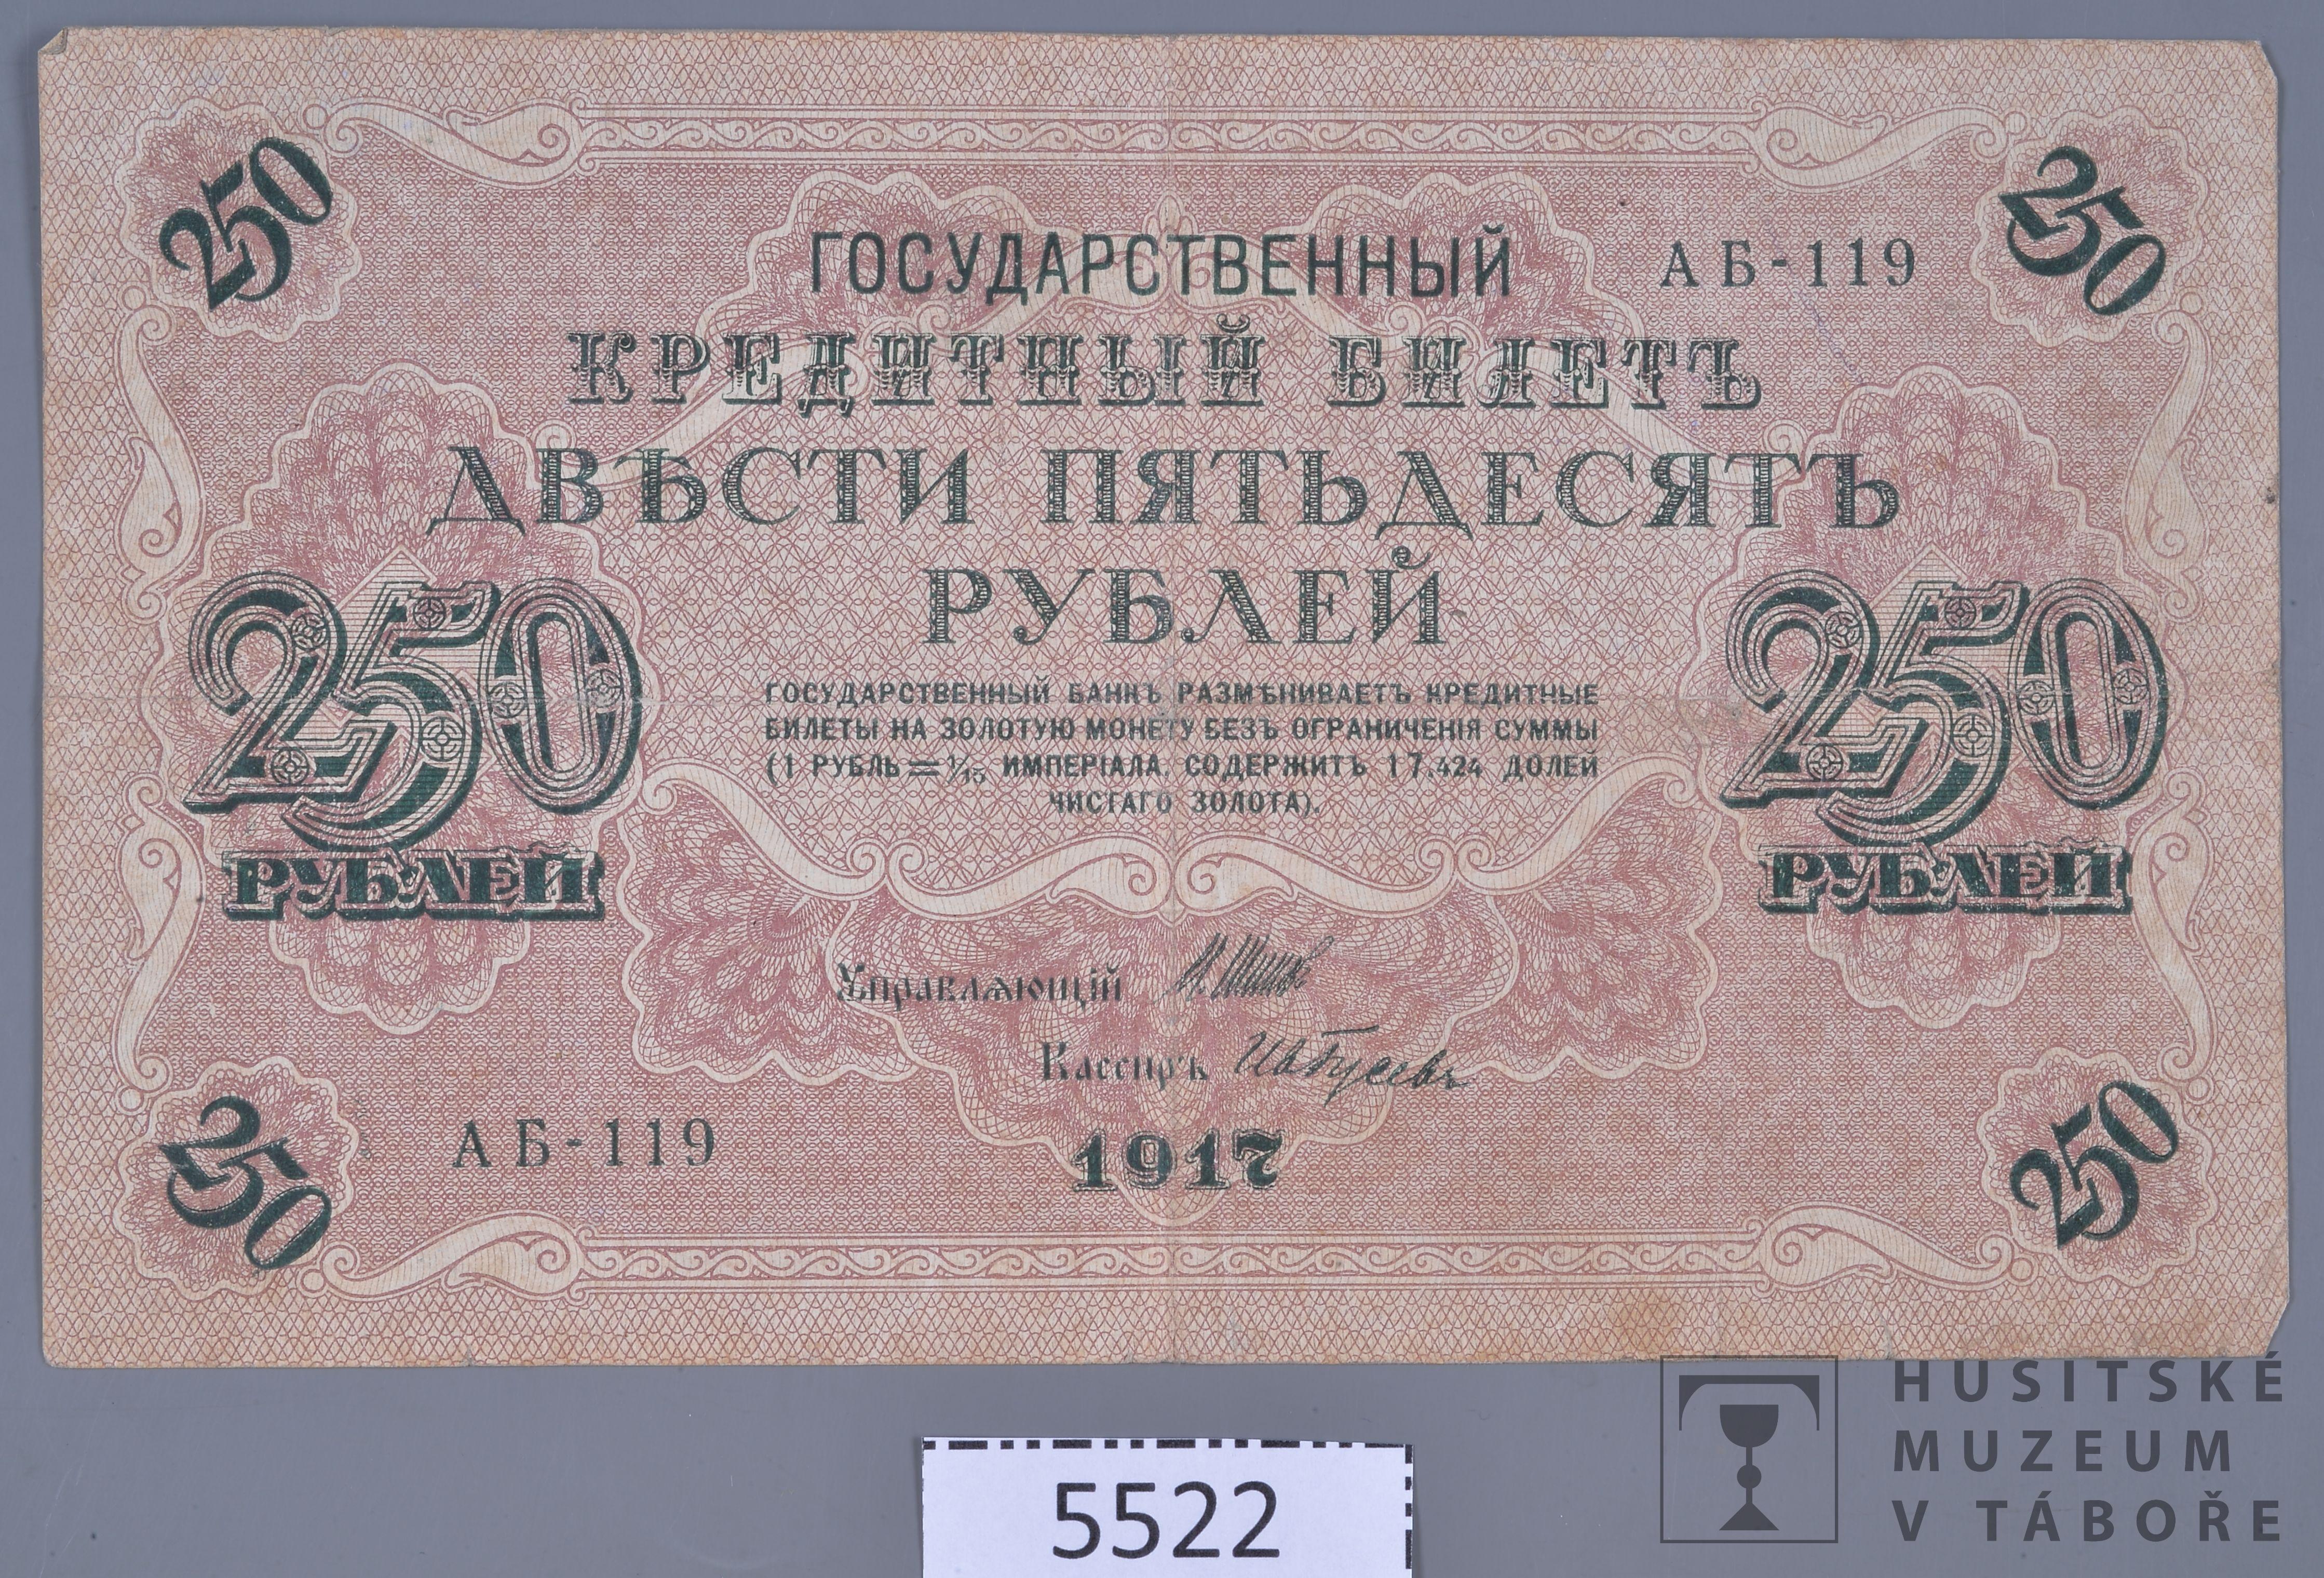 250
250
ГОСУДАРСТВЕННЫЙ
АБ-119
КРЕДИТНЫЙ БИЛЕТЪ
ДВѢСТИ ПЯТЬДЕСЯТЪ
РУБЛЕЙ
250
250
ГОСУДАРСТВЕННЫЙ БАНКЪ РАЗМѢНИВАЕТЪ КРЕДИТНЫЕ
БИЛЕТЫ НА ЗОЛОТУЮ МОНЕТУ БЕЗЪ ОГРАНИЧЕНІЯ СУММЫ
(1 РУБЛЬ = 1/15 ИМПЕРІАЛА, СОДЕРЖИТЪ 17,424 ДОЛЕЙ
ЧИСТАГО ЗОЛОТА).
РУБЛЕЙ
РУБЛЕЙ
Управляющій И. Шипов
Кассиръ Гусевъ
АБ-119
1917
250
250
5522
HUSITSKÉ
MUZEUM
V TÁBOŘE